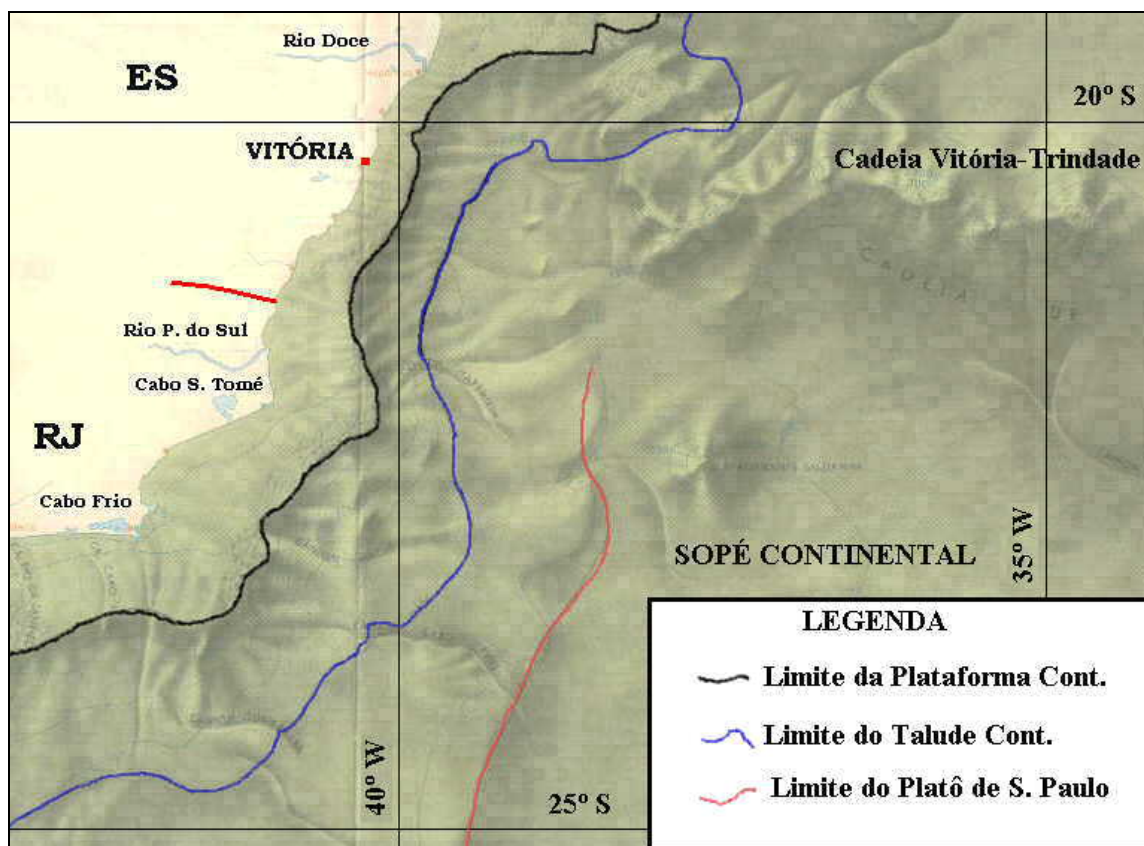 Rio Doce
ES
20º S
VITÓRIA
Cadeia Vitória-Trindade
Rio P. do Sul
Cabo S. Tomé
RJ
Cabo Frio
SOPÉ CONTINENTAL
35º W
40º W
25º S
LEGENDA
Limite da Plataforma Cont.
Limite do Talude Cont.
Limite do Platô de S. Paulo